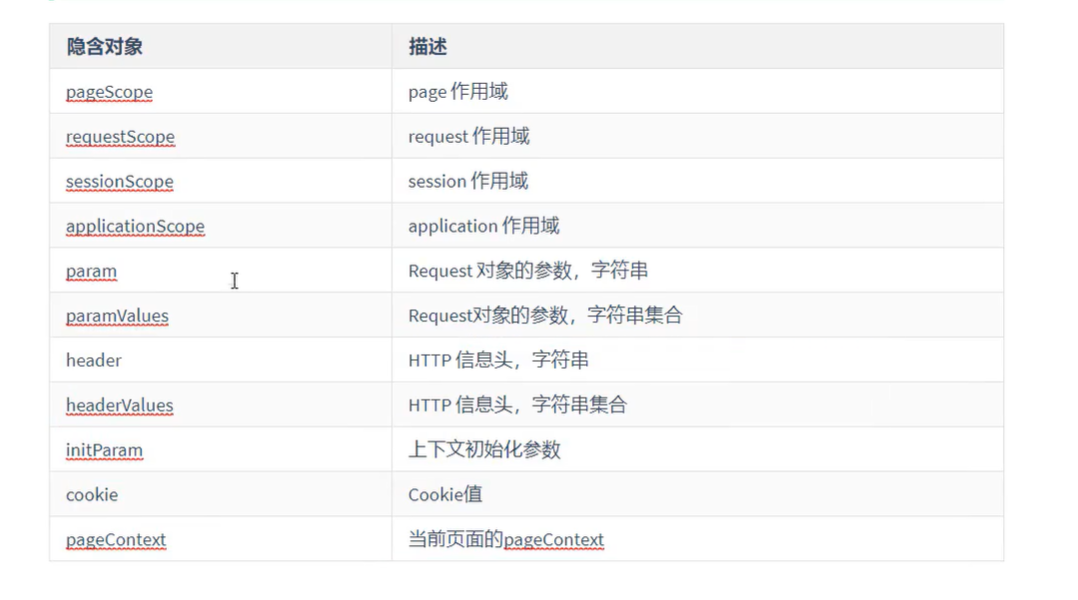 隐含对象 描述
pageScope page 作用域
requestScope request 作用域
sessionScope session 作用域
applicationScope application 作用域
param Request 对象的参数，字符串
paramValues Request对象的参数，字符串集合
header HTTP 信息头，字符串
headerValues HTTP 信息头，字符串集合
initParam 上下文初始化参数
cookie Cookie值
pageContext 当前页面的pageContext